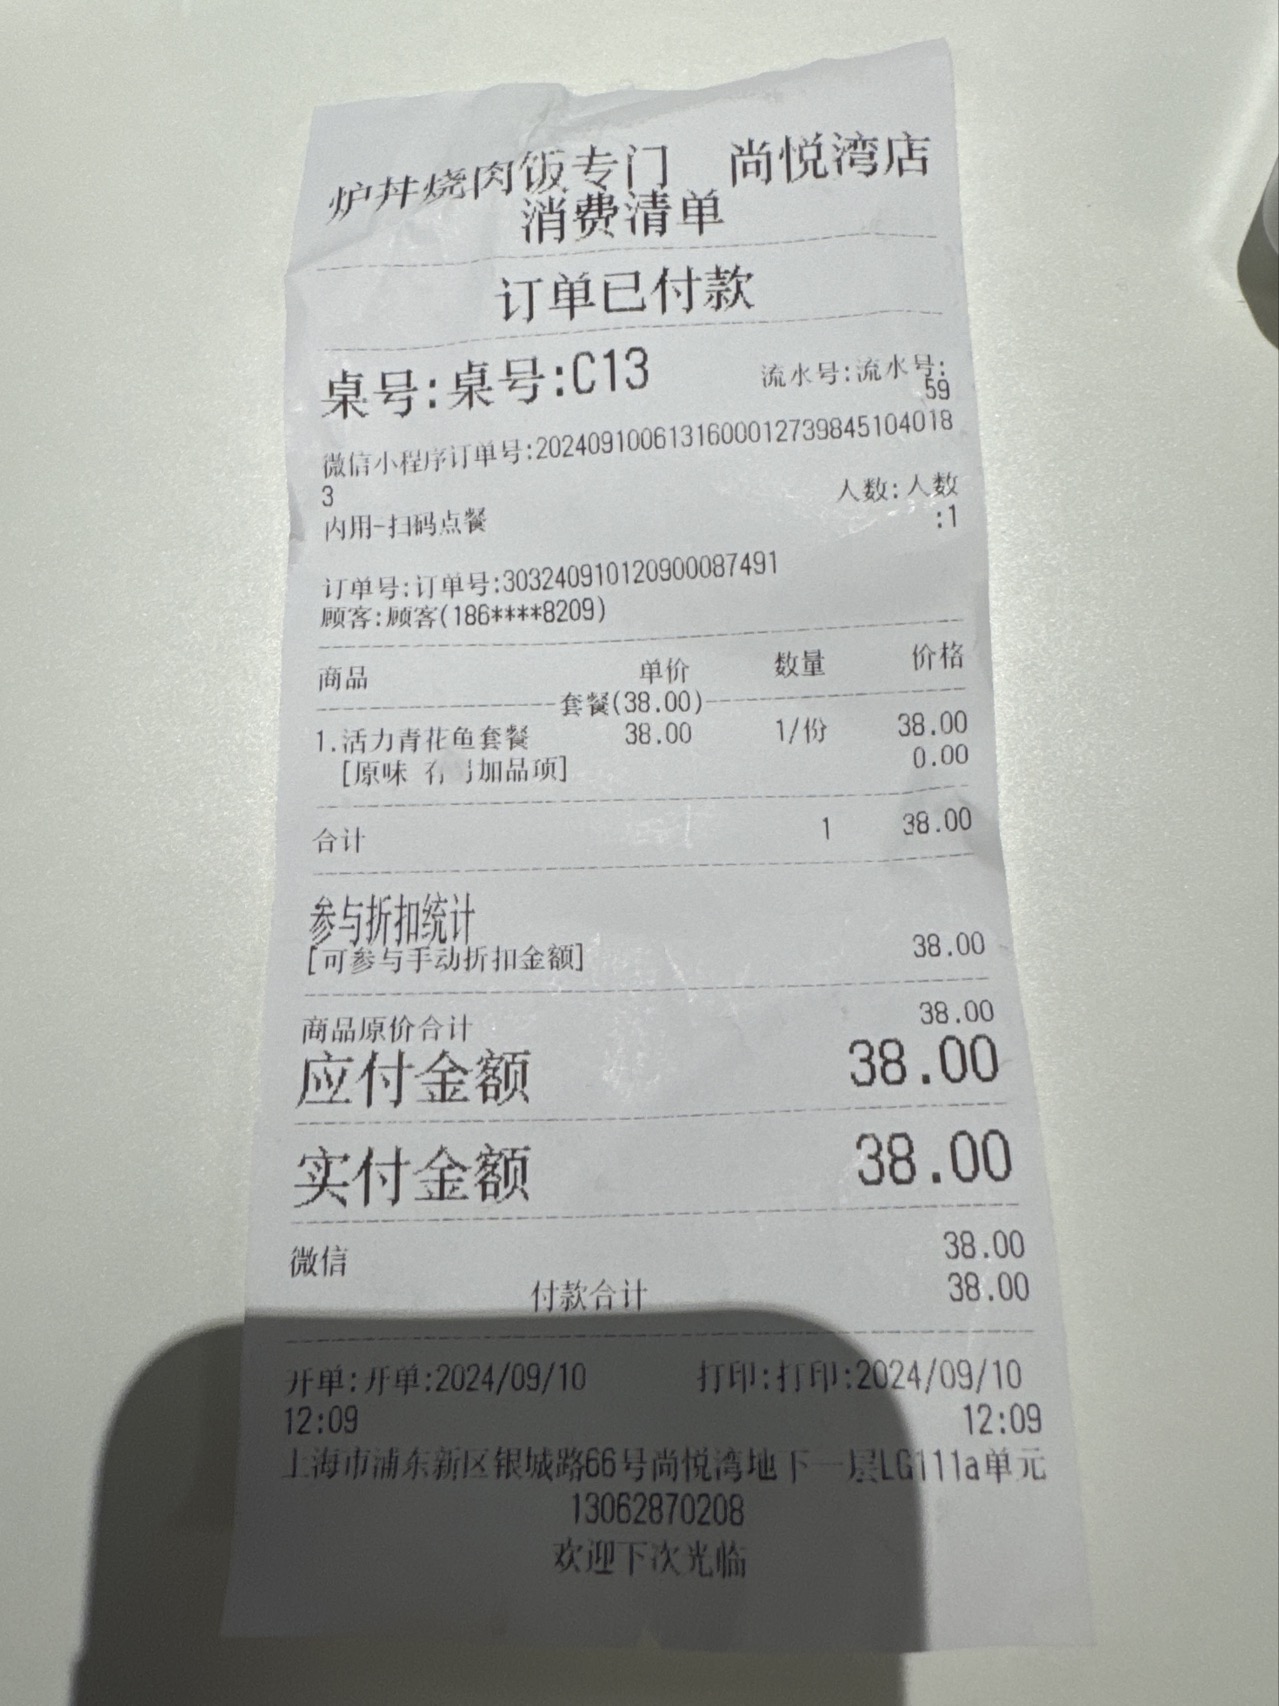 炉丼烧肉饭专门 尚悦湾店
消费清单
订单已付款
桌号:桌号:C13 流水号:流水号:
59
微信小程序订单号:2024091006131600012739845104018
3
人数:人数
内用-扫码点餐 :1
订单号:订单号:303240910120900087491
顾客:顾客(186****8209)
商品 单价 数量 价格
套餐(38.00)
1.活力青花鱼套餐 38.00 1/份 38.00
[原味 加品项] 0.00
合计 1 38.00
参与折扣统计
[可参与手动折扣金额] 38.00
商品原价合计 38.00
应付金额 38.00
实付金额 38.00
微信 38.00
付款合计 38.00
开单:开单:2024/09/10 打印:打印:2024/09/10
12:09 12:09
上海市浦东新区银城路66号尚悦湾地下一层LG111a单元
13062870208
欢迎下次光临